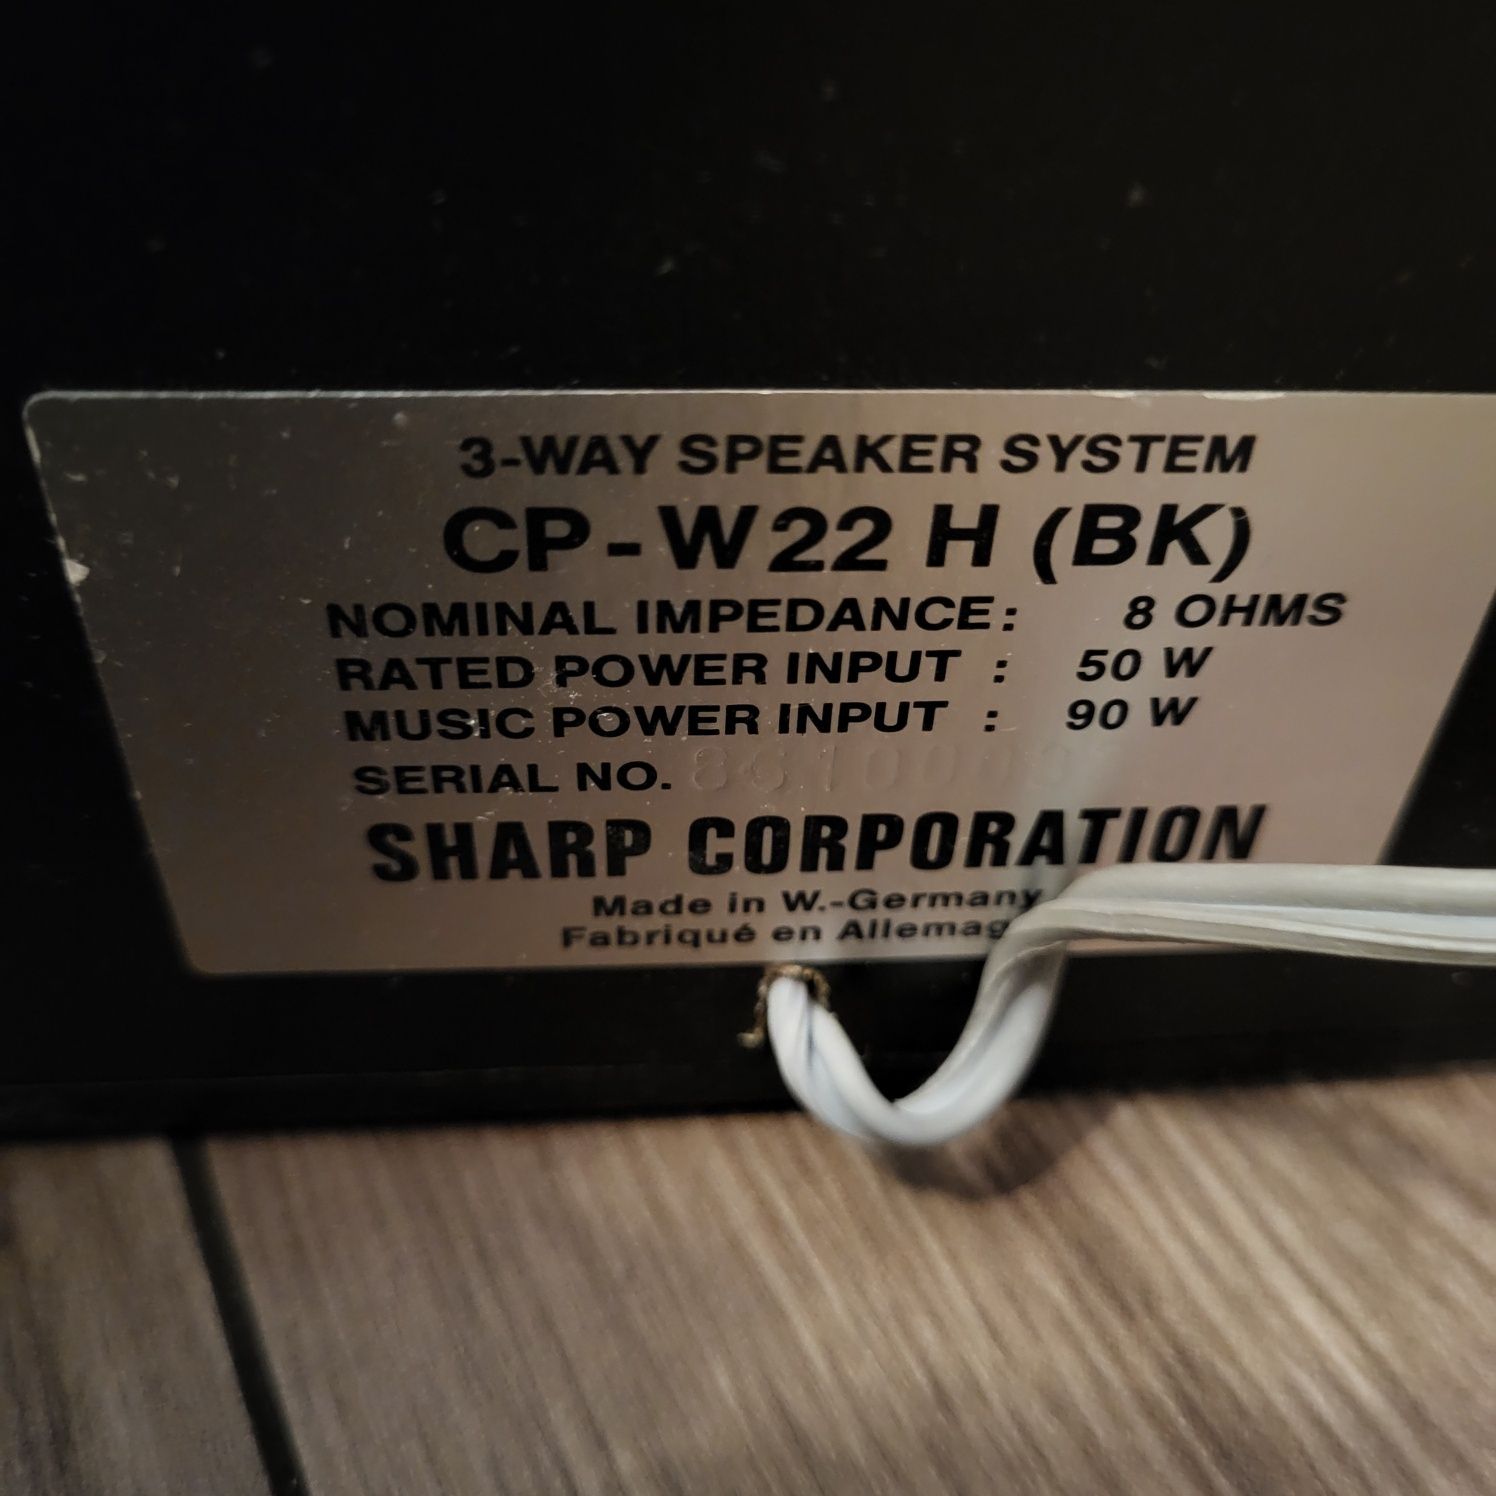 3-WAY SPEAKER SYSTEM
CP-W22 H (BK)
NOMINAL IMPEDANCE: 8 OHMS
RATED POWER INPUT : 50 W
MUSIC POWER INPUT : 90 W
SERIAL NO.
SHARP CORPORATION
Made in W.-Germany
Fabriqué en